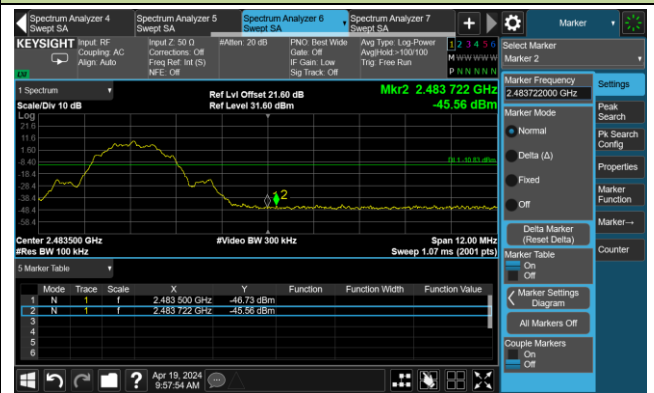 Spectrum Analyzer 4
Swept SA
Spectrum Analyzer 5
Swept SA
Spectrum Analyzer 6
Swept SA
Spectrum Analyzer 7
Swept SA
Marker
KEYSIGHT
Input: RF
Coupling: AC
Align: Auto
Input Z: 50 Ω
Corrections: Off
Freq Ref: Int (S)
NFE: Off
#Atten: 20 dB
PNO: Best Wide
Gate: Off
IF Gain: Low
Sig Track: Off
Avg Type: Log-Power
Avg|Hold:>100/100
Trig: Free Run
1 2 3 4 5 6
M W W W W W
P N N N N N
Select Marker
Marker 2
1 Spectrum
Scale/Div 10 dB
Ref Lvl Offset 21.60 dB
Ref Level 31.60 dBm
Mkr2 2.483 722 GHz
-45.56 dBm
Log
21.6
11.6
1.60
-8.40
-18.4
-28.4
-38.4
-48.4
-58.4
DL1 -10.83 dBm
2
Center 2.483500 GHz
#Res BW 100 kHz
#Video BW 300 kHz
Span 12.00 MHz
Sweep 1.07 ms (2001 pts)
5 Marker Table
Mode Trace Scale X Y Function Function Width Function Value
1 N 1 f 2.483 500 GHz -46.73 dBm
2 N 1 f 2.483 722 GHz -45.56 dBm
3
4
5
6
Marker Frequency
2.483722000 GHz
Marker Mode
Normal
Delta (Δ)
Fixed
Off
Delta Marker
(Reset Delta)
Marker Table
On
Off
Marker Settings
Diagram
All Markers Off
Couple Markers
On
Off
Settings
Peak
Search
Pk Search
Config
Properties
Marker
Function
Marker→
Counter
Apr 19, 2024
9:57:54 AM